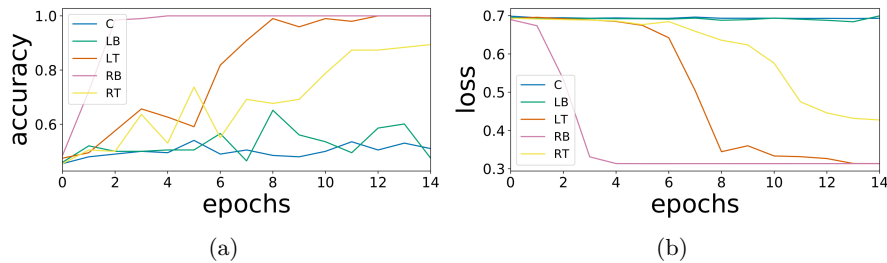 accuracy
1.0
0.8
0.6
C
LB
LT
RB
RT
0 2 4 6 8 10 12 14
epochs
(a)
loss
0.7
0.6
0.5
0.4
0.3
C
LB
LT
RB
RT
0 2 4 6 8 10 12 14
epochs
(b)